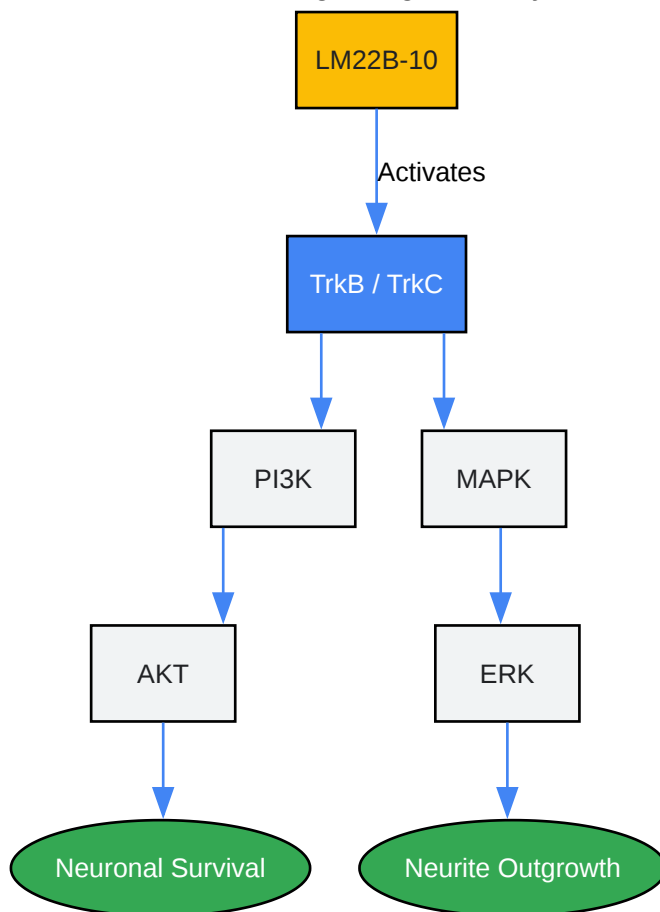 LM22B-10
Activates
TrkB / TrkC
PI3K
MAPK
AKT
ERK
Neuronal Survival
Neurite Outgrowth